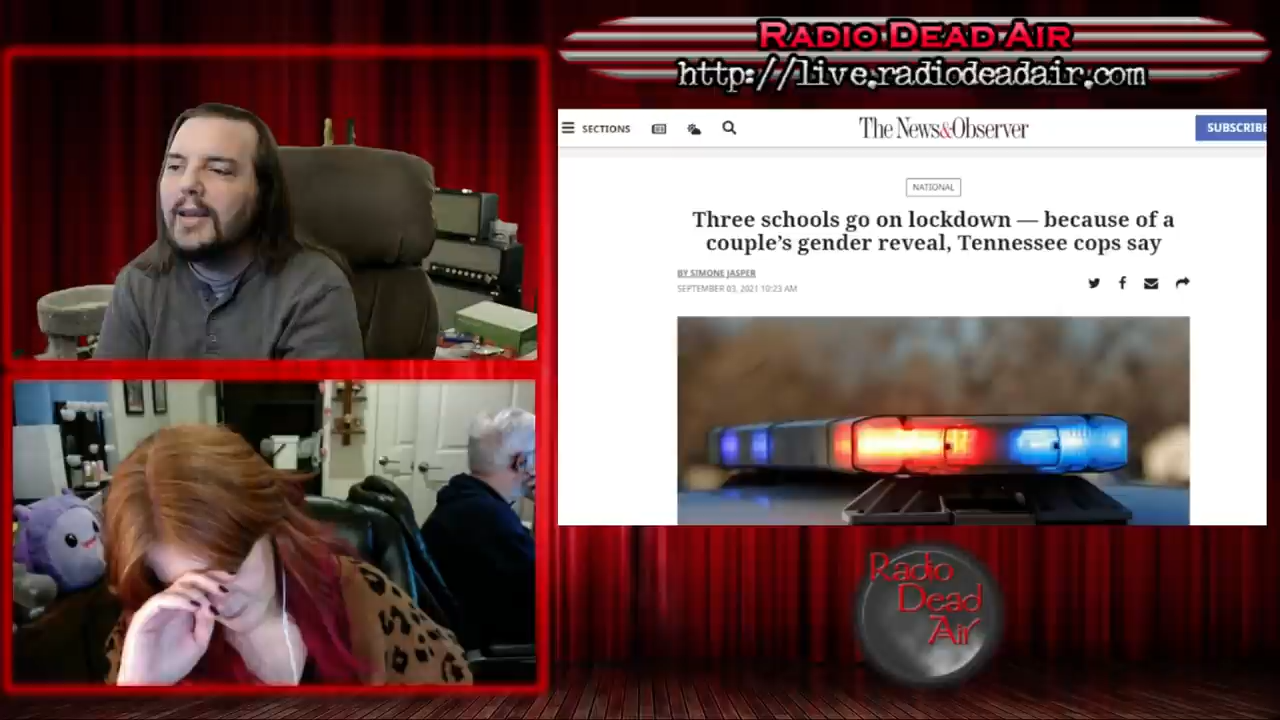 RADIO DEAD AIR
http://live.radiodeadair.com
SECTIONS
The News&Observer
SUBSCRIBE
NATIONAL
Three schools go on lockdown — because of a
couple's gender reveal, Tennessee cops say
BY SIMONE JASPER
SEPTEMBER 03, 2021 10:23 AM
Radio
Dead
Air